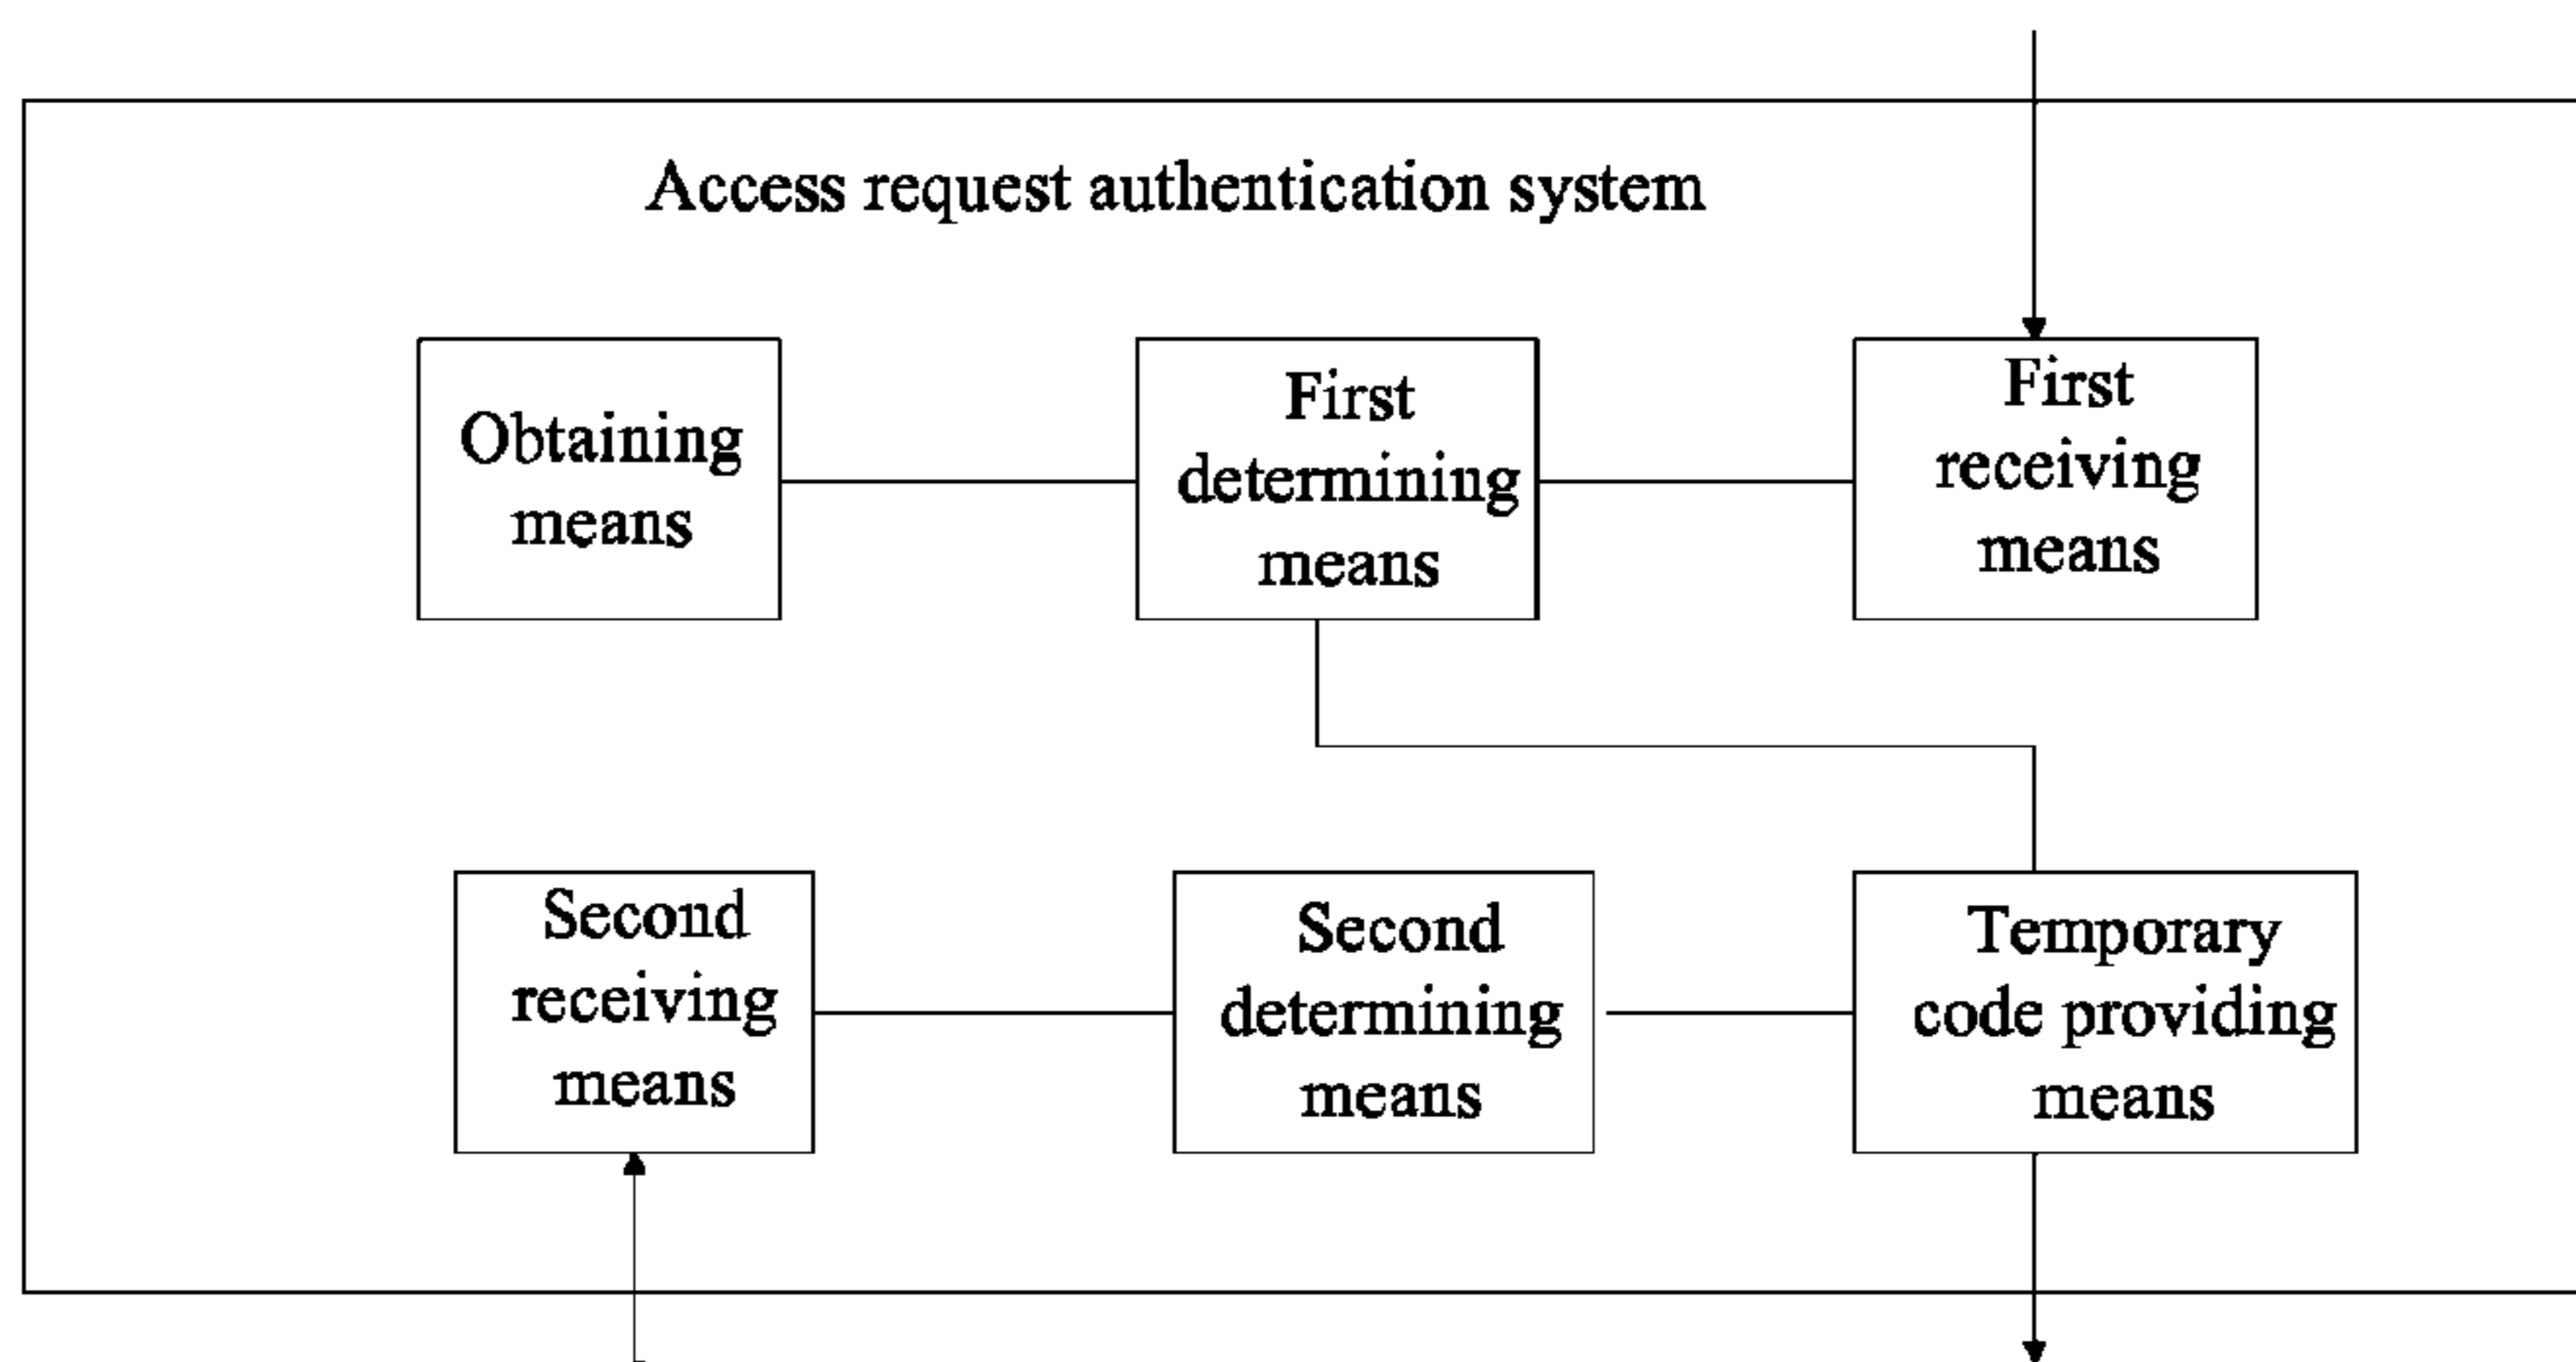 Access request authentication system
Obtaining
means
First
determining
means
First
receiving
means
Second
receiving
means
Second
determining
means
Temporary
code providing
means